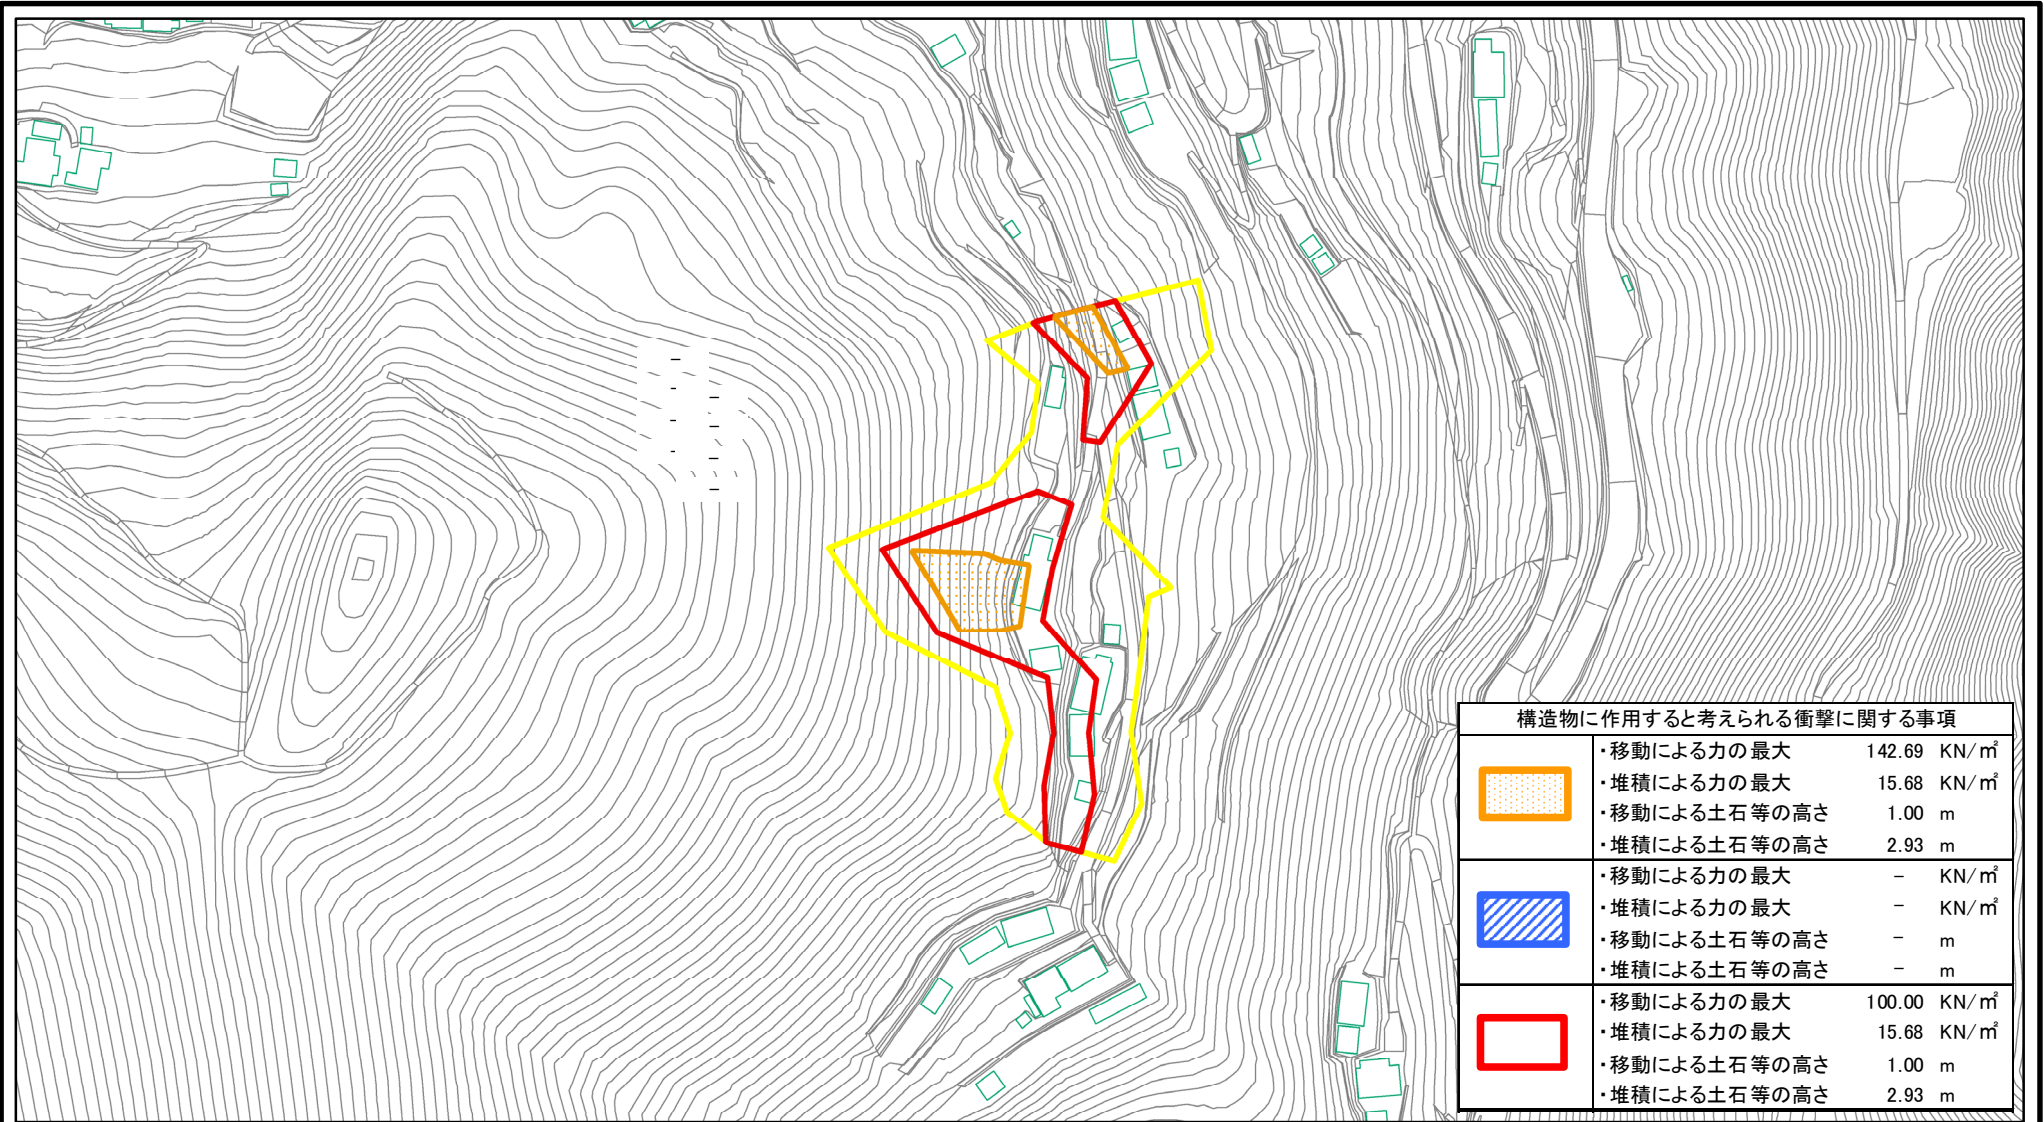 構造物に作用すると考えられる衝撃に関する事項
・移動による力の最大 142.69 KN/㎡
・堆積による力の最大 15.68 KN/㎡
・移動による土石等の高さ 1.00 m
・堆積による土石等の高さ 2.93 m
・移動による力の最大 － KN/㎡
・堆積による力の最大 － KN/㎡
・移動による土石等の高さ － m
・堆積による土石等の高さ － m
・移動による力の最大 100.00 KN/㎡
・堆積による力の最大 15.68 KN/㎡
・移動による土石等の高さ 1.00 m
・堆積による土石等の高さ 2.93 m